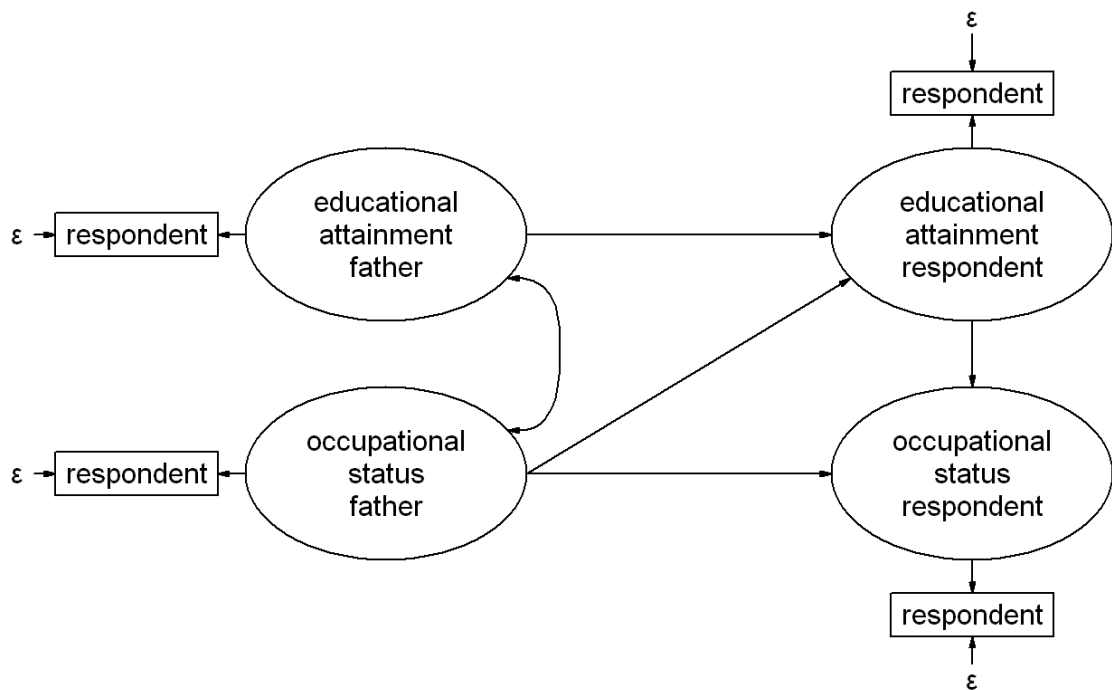 ε
respondent
educational
attainment
father
educational
attainment
respondent
ε
respondent
occupational
status
father
ε
respondent
occupational
status
respondent
respondent
ε